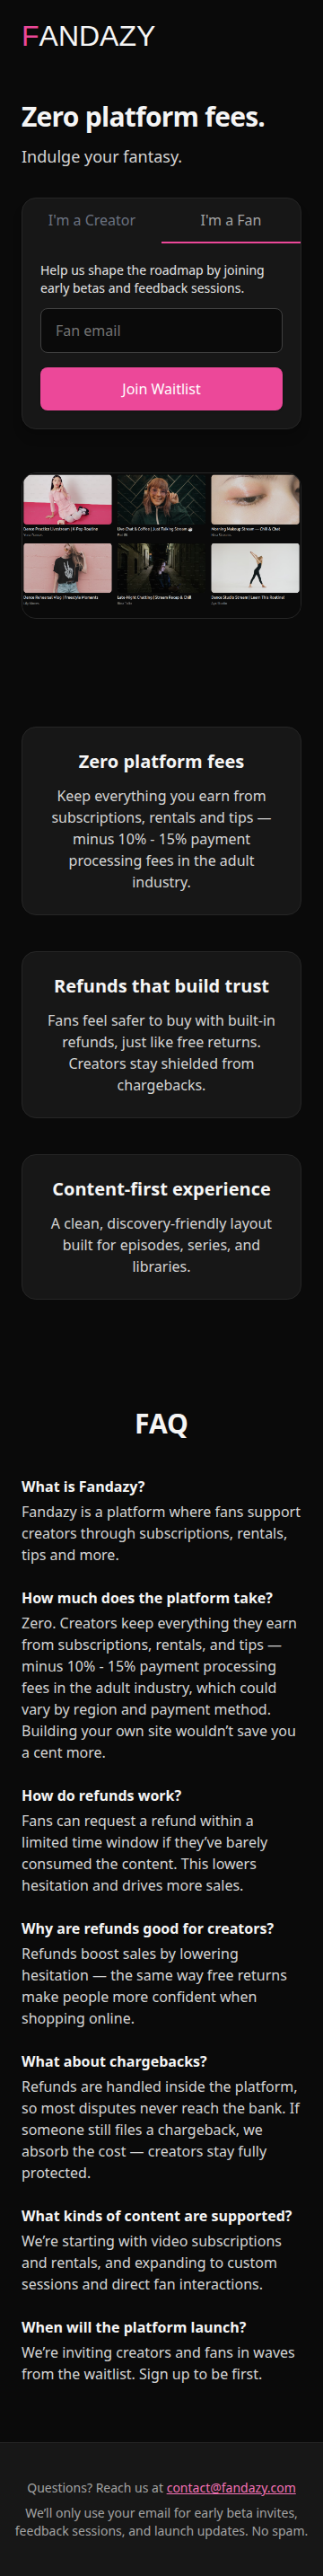 FANDAZY
Zero platform fees.
Indulge your fantasy.
I'm a Creator
I'm a Fan
Help us shape the roadmap by joining
early betas and feedback sessions.
Fan email
Join Waitlist
Zero platform fees
Keep everything you earn from
subscriptions, rentals and tips —
minus 10% - 15% payment
processing fees in the adult
industry.
Refunds that build trust
Fans feel safer to buy with built-in
refunds, just like free returns.
Creators stay shielded from
chargebacks.
Content-first experience
A clean, discovery-friendly layout
built for episodes, series, and
libraries.
FAQ
What is Fandazy?
Fandazy is a platform where fans support
creators through subscriptions, rentals,
tips and more.
How much does the platform take?
Zero. Creators keep everything they earn
from subscriptions, rentals, and tips —
minus 10% - 15% payment processing
fees in the adult industry, which could
vary by region and payment method.
Building your own site wouldn’t save you
a cent more.
How do refunds work?
Fans can request a refund within a
limited time window if they’ve barely
consumed the content. This lowers
hesitation and drives more sales.
Why are refunds good for creators?
Refunds boost sales by lowering
hesitation — the same way free returns
make people more confident when
shopping online.
What about chargebacks?
Refunds are handled inside the platform,
so most disputes never reach the bank. If
someone still files a chargeback, we
absorb the cost — creators stay fully
protected.
What kinds of content are supported?
We’re starting with video subscriptions
and rentals, and expanding to custom
sessions and direct fan interactions.
When will the platform launch?
We’re inviting creators and fans in waves
from the waitlist. Sign up to be first.
Questions? Reach us at contact@fandazy.com
We’ll only use your email for early beta invites,
feedback sessions, and launch updates. No spam.